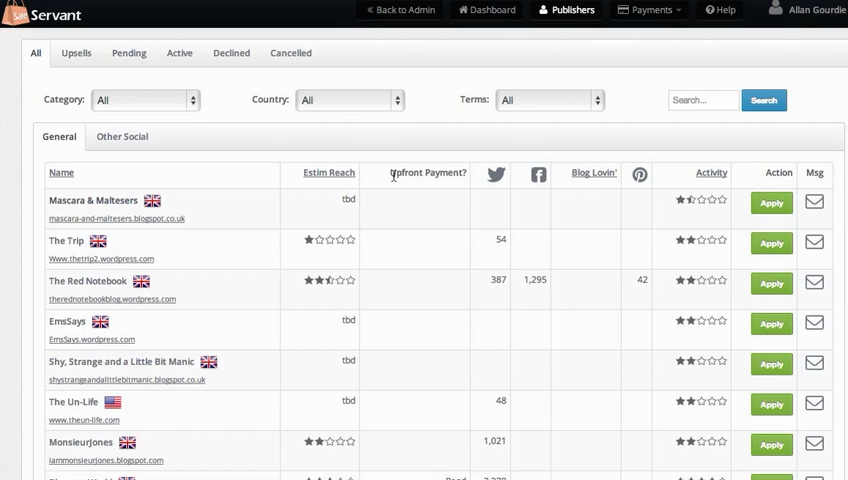 Sale Servant
« Back to Admin Dashboard Publishers Payments Help Allan Gourdie
All Upsells Pending Active Declined Cancelled
Category: All Country: All Terms: All Search... Search
General Other Social
Name Estim Reach Upfront Payment? Blog Lovin' Activity Action Msg
Mascara & Maltesers tbd Apply
mascara-and-maltesers.blogspot.co.uk
The Trip 54 Apply
Www.thetrip2.wordpress.com
The Red Notebook 387 1,295 42 Apply
therednotebookblog.wordpress.com
EmsSays tbd Apply
EmsSays.wordpress.com
Shy, Strange and a Little Bit Manic tbd Apply
shystrangeandalittlebitmanic.blogspot.co.uk
The Un-Life tbd 48 Apply
www.theun-life.com
MonsieurJones 1,021 Apply
iammonsieurjones.blogspot.com